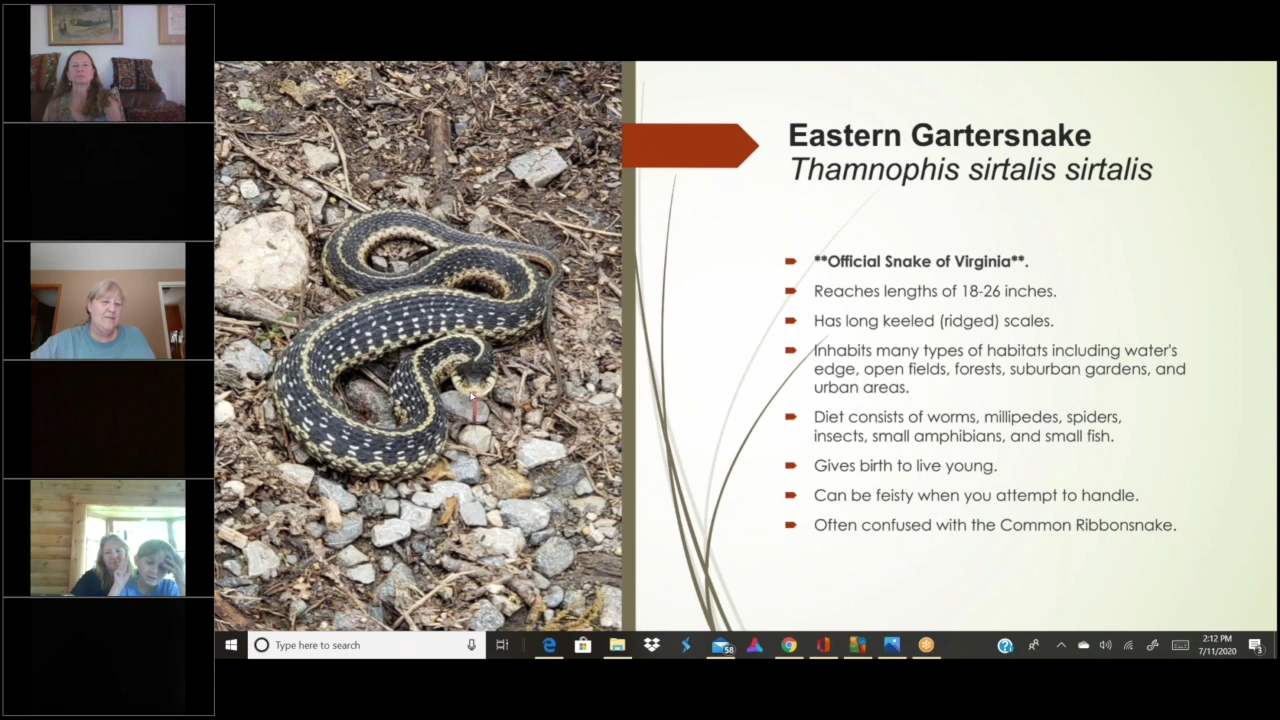 Eastern Gartersnake
Thamnophis sirtalis sirtalis
**Official Snake of Virginia**.
Reaches lengths of 18-26 inches.
Has long keeled (ridged) scales.
Inhabits many types of habitats including water's
edge, open fields, forests, suburban gardens, and
urban areas.
Diet consists of worms, millipedes, spiders,
insects, small amphibians, and small fish.
Gives birth to live young.
Can be feisty when you attempt to handle.
Often confused with the Common Ribbonsnake.
Type here to search
58
2:12 PM
7/11/2020
3